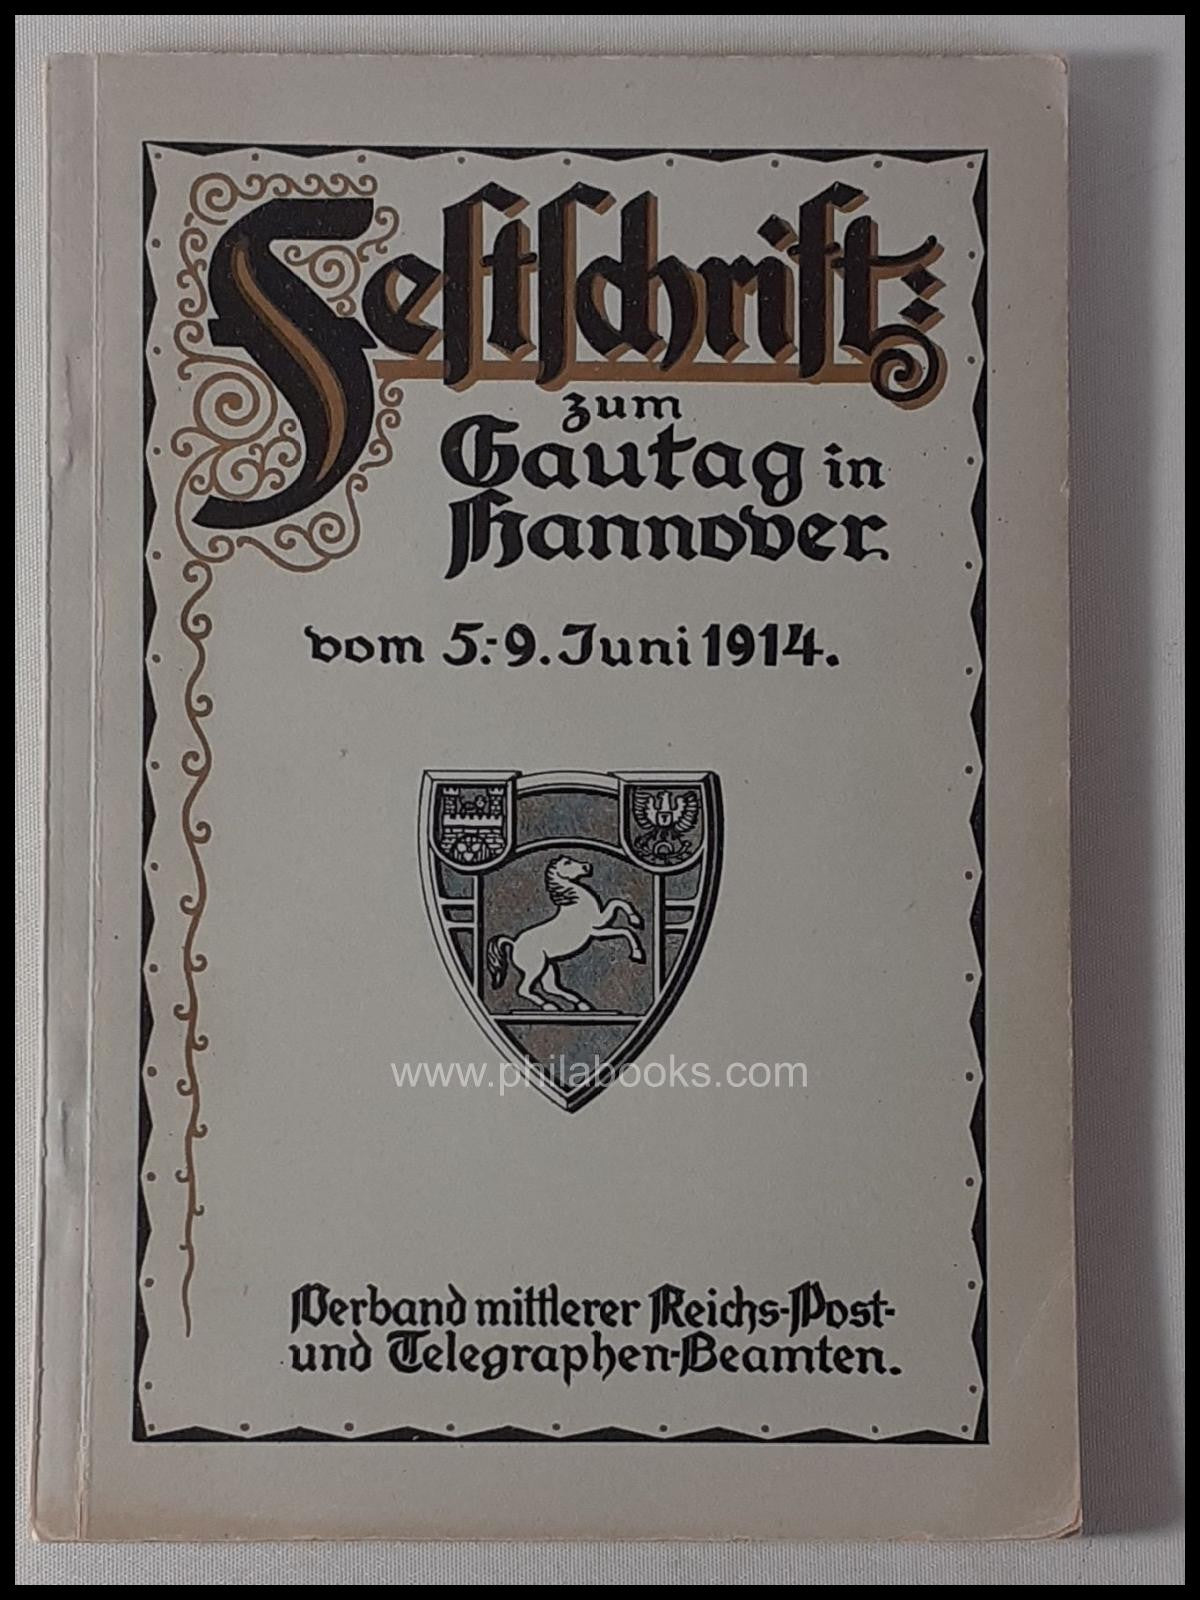 Festschrift
zum
Gautag in
Hannover
vom 5.-9. Juni 1914.
www.philabooks.com
Verband mittlerer Reichs-Post-
und Telegraphen-Beamten.